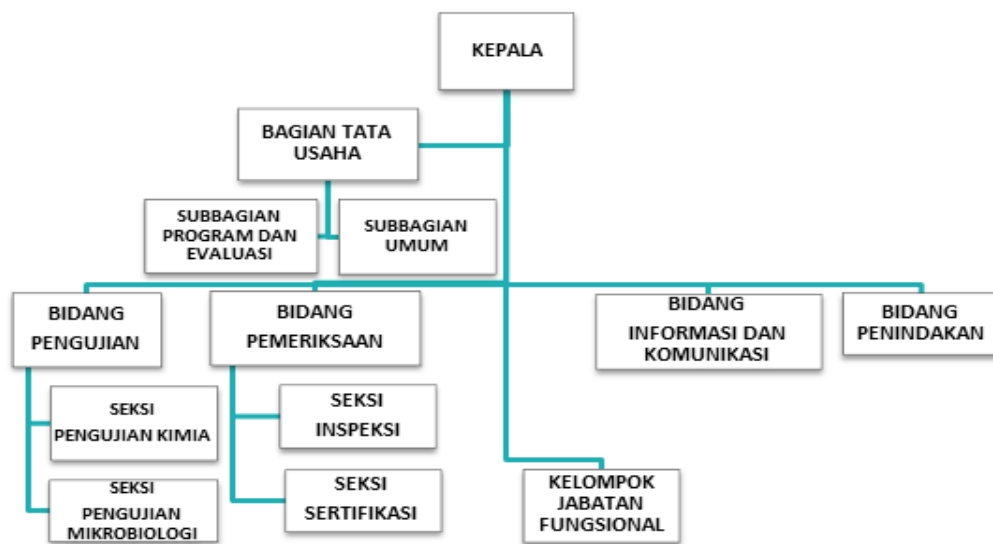 KEPALA
BAGIAN TATA
USAHA
SUBBAGIAN
PROGRAM DAN
EVALUASI
SUBBAGIAN
UMUM
BIDANG
PENGUJIAN
BIDANG
PEMERIKSAAN
BIDANG
INFORMASI DAN
KOMUNIKASI
BIDANG
PENINDAKAN
SEKSI
PENGUJIAN KIMIA
SEKSI
INSPEKSI
SEKSI
PENGUJIAN
MIKROBIOLOGI
SEKSI
SERTIFIKASI
KELOMPOK
JABATAN
FUNGSIONAL